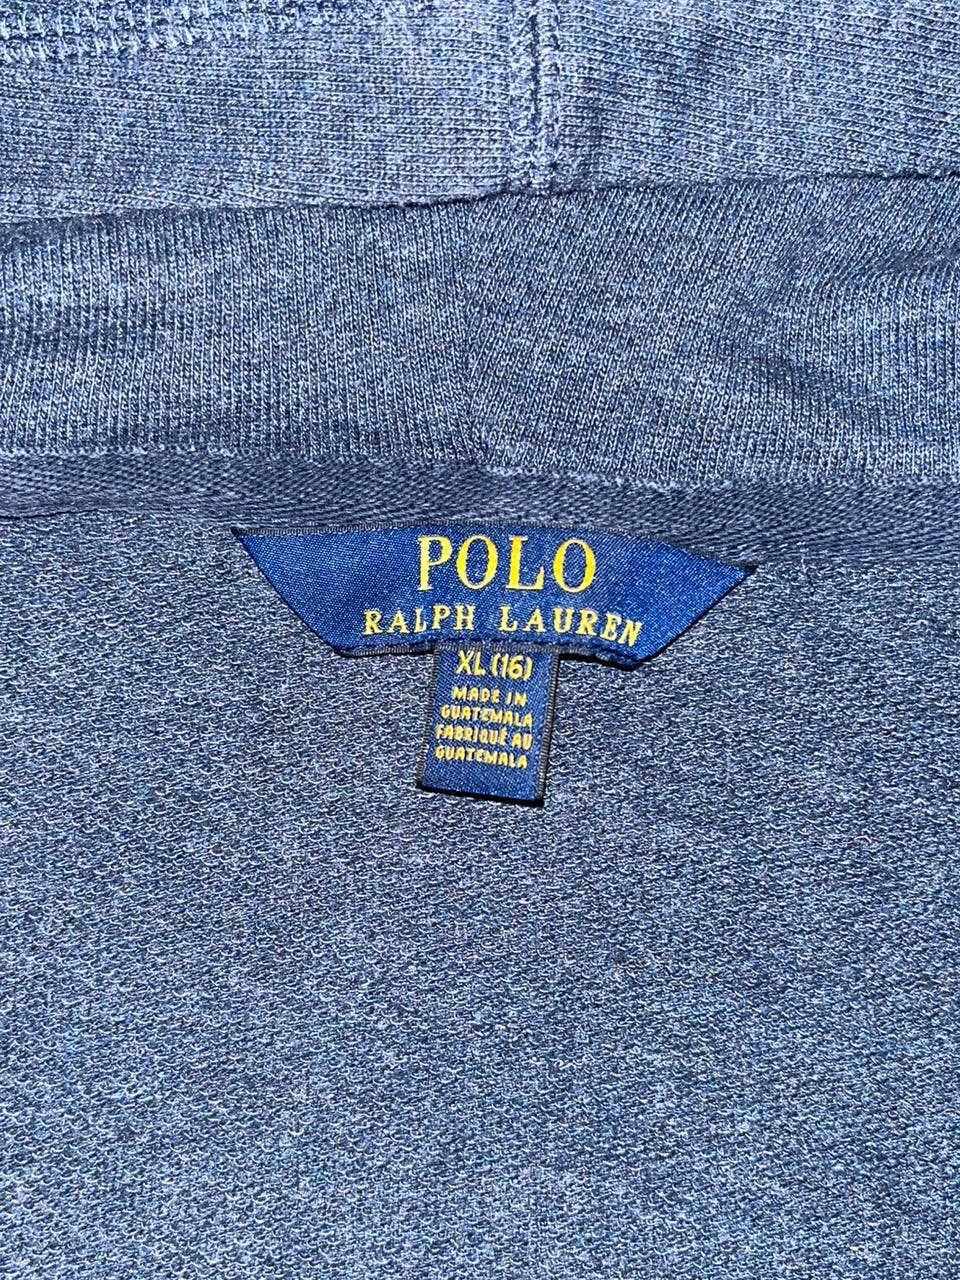 POLO
RALPH LAUREN
XL (16)
MADE IN
GUATEMALA
FABRIQUÉ AU
GUATEMALA